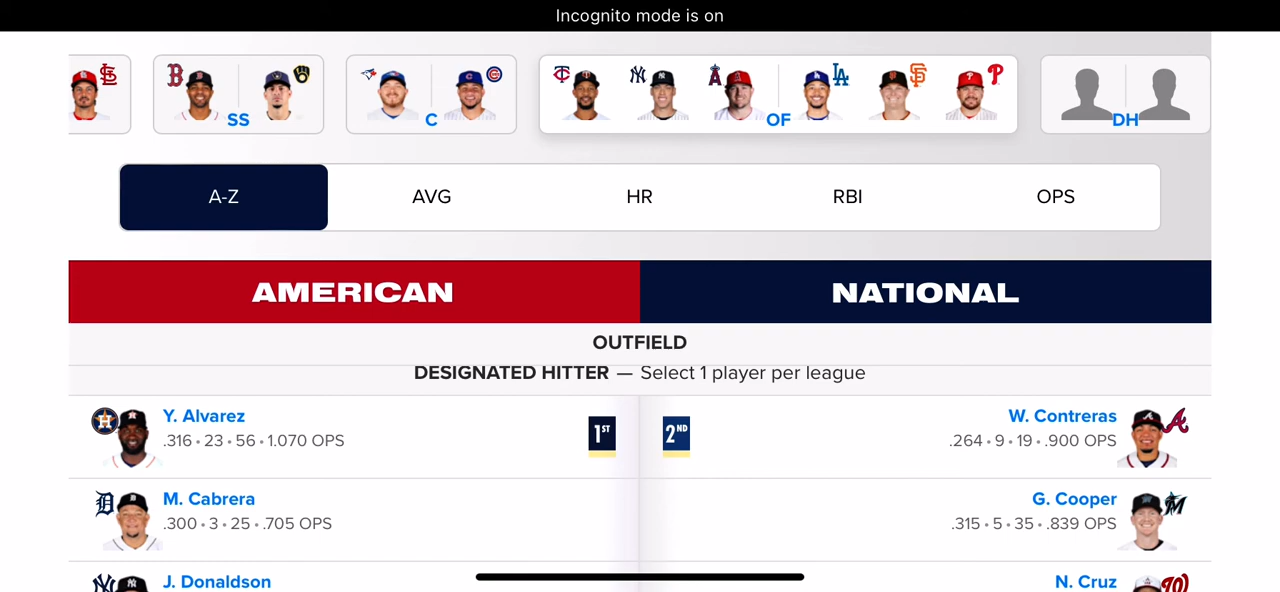 Incognito mode is on
SS
C
OF
DH
A-Z
AVG
HR
RBI
OPS
AMERICAN
NATIONAL
OUTFIELD
DESIGNATED HITTER — Select 1 player per league
Y. Alvarez
.316 • 23 • 56 • 1.070 OPS
1ST
2ND
W. Contreras
.264 • 9 • 19 • .900 OPS
M. Cabrera
.300 • 3 • 25 • .705 OPS
G. Cooper
.315 • 5 • 35 • .839 OPS
J. Donaldson
N. Cruz